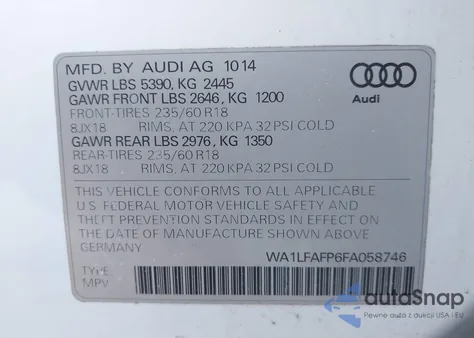 MFD. BY AUDI AG 10 14
GVWR LBS 5390, KG 2445
GAWR FRONT LBS 2646, KG 1200
FRONT-TIRES 235/60 R18
8JX18 RIMS, AT 220 KPA 32 PSI COLD
GAWR REAR LBS 2976, KG 1350
REAR-TIRES 235/60 R18
8JX18 RIMS, AT 220 KPA 32 PSI COLD
Audi
THIS VEHICLE CONFORMS TO ALL APPLICABLE
U.S. FEDERAL MOTOR VEHICLE SAFETY AND
THEFT PREVENTION STANDARDS IN EFFECT ON
THE DATE OF MANUFACTURE SHOWN ABOVE
WA1LFAFP6FA058746
TYPE
MPV
autoSnap
Pewne auto z USA i EU